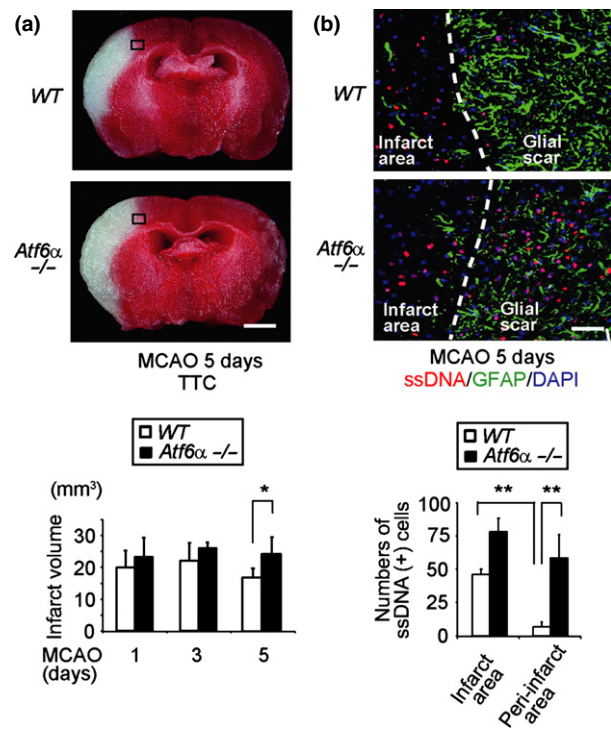 (a)
WT
Atf6α
–/–
MCAO 5 days
TTC
WT
Atf6α –/–
(mm³)
*
Infarct volume
30
20
10
0
MCAO
(days)
1
3
5
(b)
WT
Infarct
area
Glial
scar
Atf6α
–/–
Infarct
area
Glial
scar
MCAO 5 days
ssDNA/GFAP/DAPI
WT
Atf6α –/–
**
**
Numbers of
ssDNA (+) cells
100
75
50
25
0
Infarct
area
Peri-infarct
area